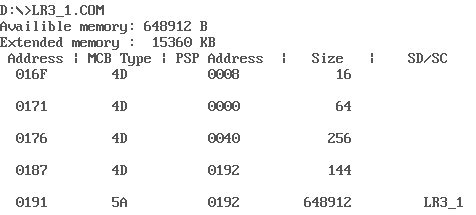 D:\>LR3_1.COM
Availible memory: 648912 B
Extended memory :  15360 KB
 Address | MCB Type | PSP Address |   Size   |    SD/SC
  016F       4D          0008            16
  0171       4D          0000            64
  0176       4D          0040           256
  0187       4D          0192           144
  0191       5A          0192        648912      LR3_1